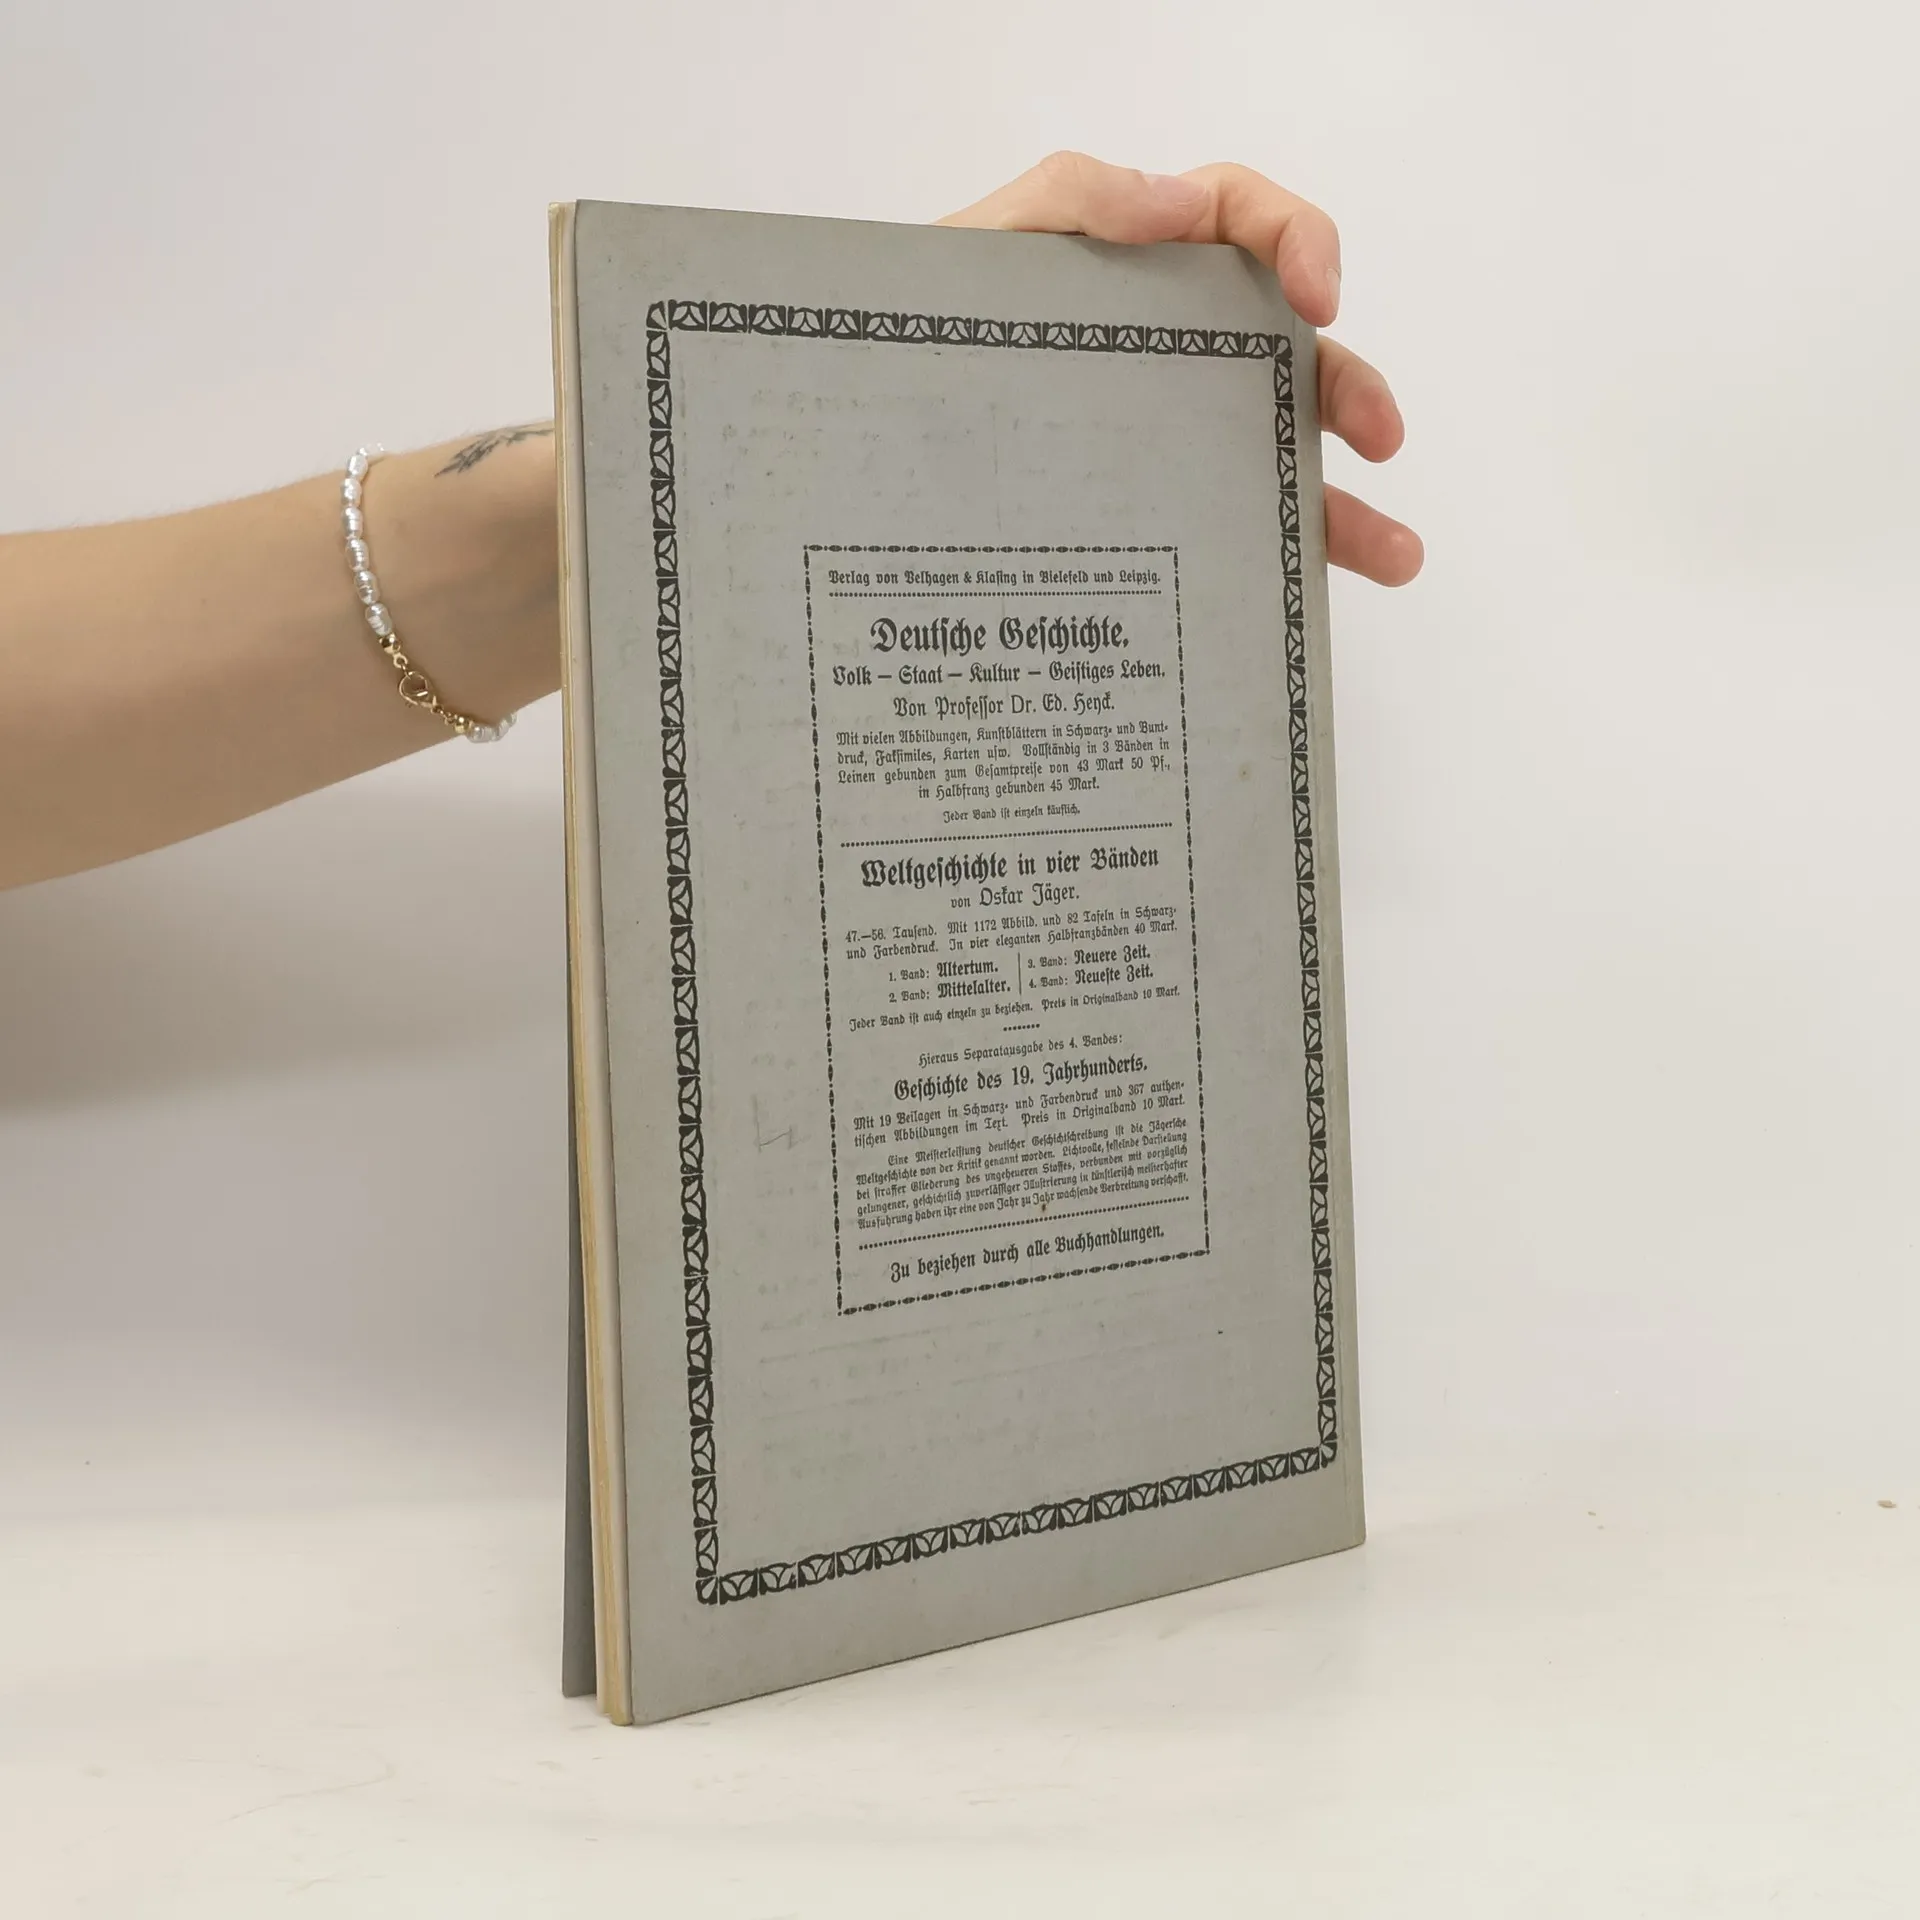 Verlag von Velhagen & Klasing in Bielefeld und Leipzig.
Deutsche Geschichte.
Volk — Staat — Kultur — Geistiges Leben.
Von Professor Dr. Ed. Heyck.
Mit vielen Abbildungen, Kunstblättern in Schwarz- und Bunt-
druck, Faksimiles, Karten usw. Vollständig in 3 Bänden in
Leinen gebunden zum Gesamtpreise von 43 Mark 50 Pf.,
in Halbfranz gebunden 45 Mark.
Jeder Band ist einzeln käuflich.
Weltgeschichte in vier Bänden
von Oskar Jäger.
47.—56. Tausend. Mit 1172 Abbild. und 82 Tafeln in Schwarz-
und Farbendruck. In vier eleganten Halbfranzbänden 40 Mark.
1. Band: Altertum.
2. Band: Mittelalter.
3. Band: Neuere Zeit.
4. Band: Neueste Zeit.
Jeder Band ist auch einzeln zu beziehen. Preis in Originalband 10 Mark.
Hieraus Separatausgabe des 4. Bandes:
Geschichte des 19. Jahrhunderts.
Mit 19 Beilagen in Schwarz- und Farbendruck und 367 authen-
tischen Abbildungen im Text. Preis in Originalband 10 Mark.
Eine Meisterleistung deutscher Geschichtschreibung ist die Jägersche
Weltgeschichte von der Kritik genannt worden. Lichtvolle, fesselnde Darstellung
bei straffer Gliederung des ungeheueren Stoffes, verbunden mit vorzüglich
gelungener, geschichtlich zuverlässiger Illustrierung in künstlerisch meisterhafter
Ausführung haben ihr eine von Jahr zu Jahr wachsende Verbreitung verschafft.
Zu beziehen durch alle Buchhandlungen.